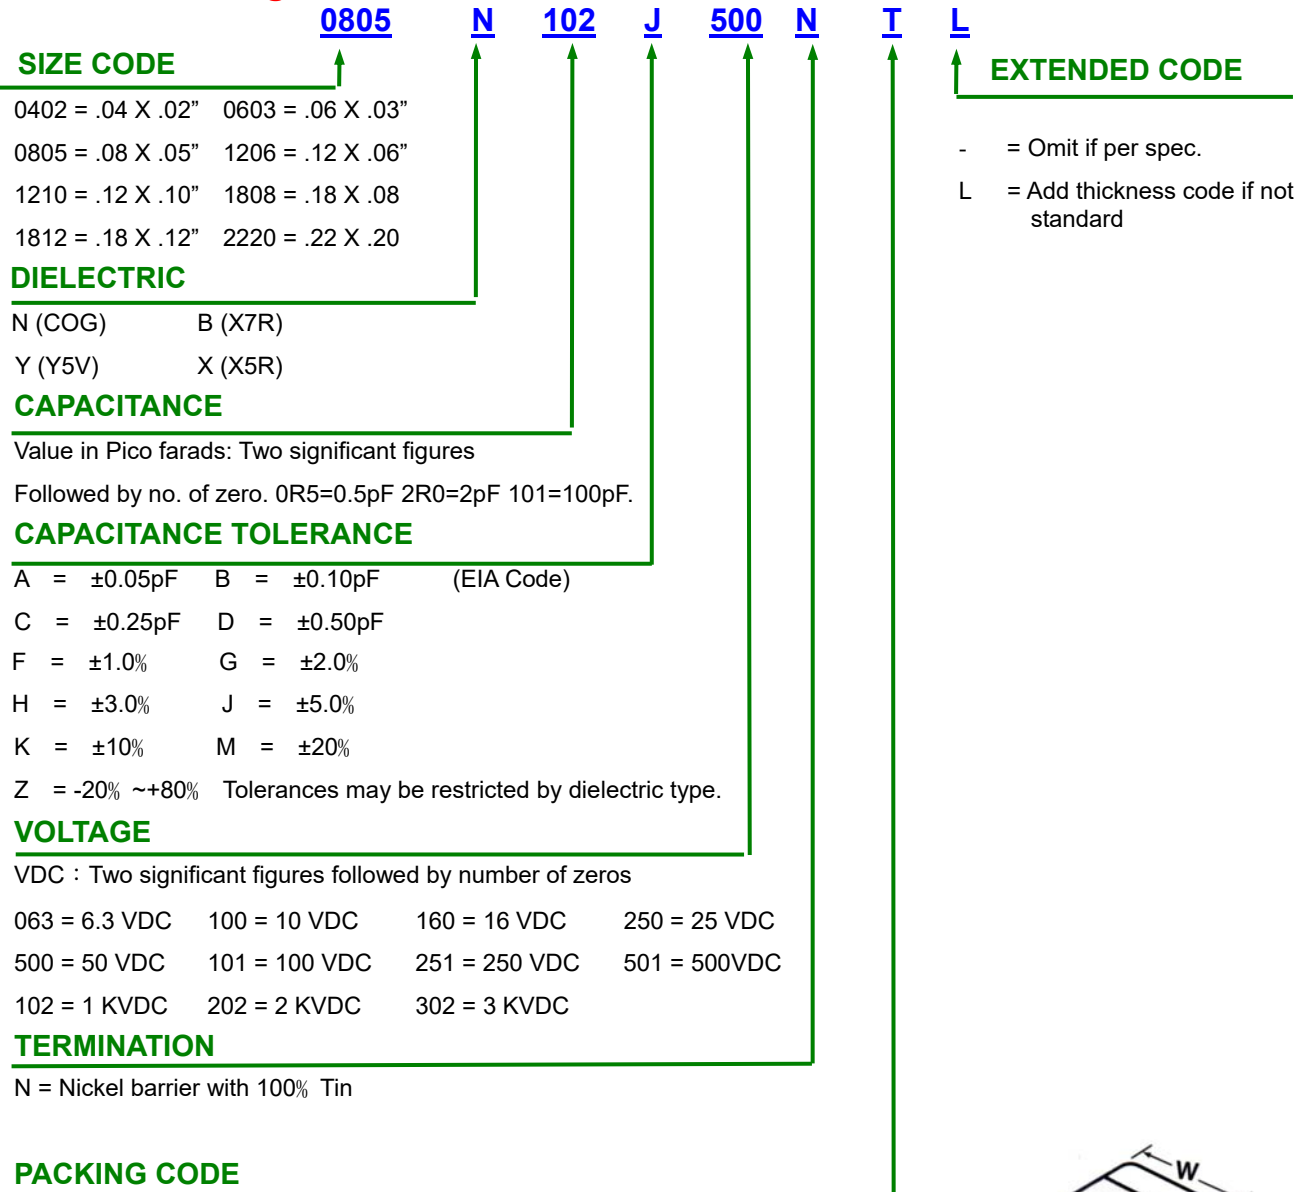 0805 N 102 J 500 N T L
SIZE CODE
0402 = .04 X .02” 0603 = .06 X .03”
0805 = .08 X .05” 1206 = .12 X .06”
1210 = .12 X .10” 1808 = .18 X .08
1812 = .18 X .12” 2220 = .22 X .20
EXTENDED CODE
- = Omit if per spec.
L = Add thickness code if not
standard
DIELECTRIC
N (COG) B (X7R)
Y (Y5V) X (X5R)
CAPACITANCE
Value in Pico farads: Two significant figures
Followed by no. of zero. 0R5=0.5pF 2R0=2pF 101=100pF.
CAPACITANCE TOLERANCE
A = ±0.05pF B = ±0.10pF (EIA Code)
C = ±0.25pF D = ±0.50pF
F = ±1.0% G = ±2.0%
H = ±3.0% J = ±5.0%
K = ±10% M = ±20%
Z = -20% ~+80% Tolerances may be restricted by dielectric type.
VOLTAGE
VDC：Two significant figures followed by number of zeros
063 = 6.3 VDC 100 = 10 VDC 160 = 16 VDC 250 = 25 VDC
500 = 50 VDC 101 = 100 VDC 251 = 250 VDC 501 = 500VDC
102 = 1 KVDC 202 = 2 KVDC 302 = 3 KVDC
TERMINATION
N = Nickel barrier with 100% Tin
PACKING CODE
W